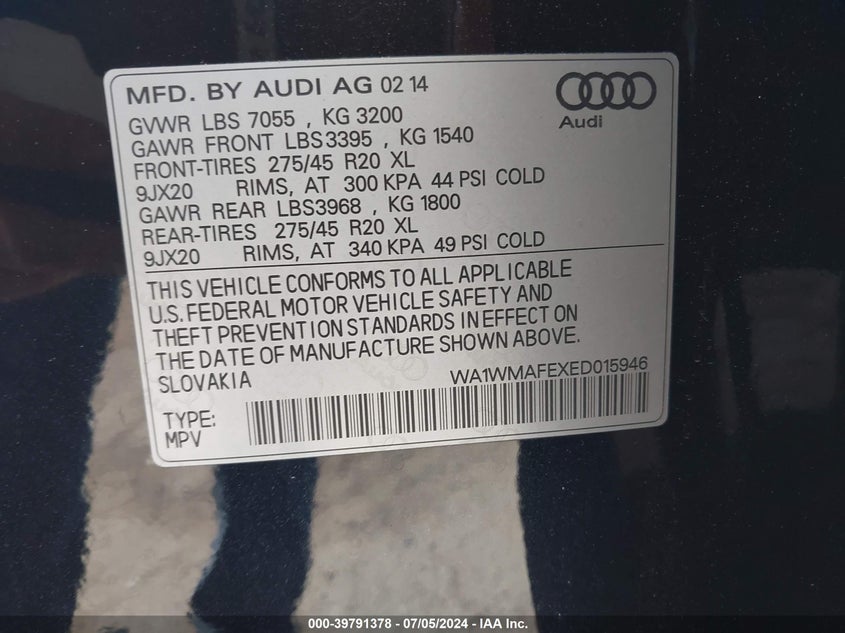 MFD. BY AUDI AG 02 14
Audi
GVWR LBS 7055 , KG 3200
GAWR FRONT LBS3395 , KG 1540
FRONT-TIRES 275/45 R20 XL
9JX20 RIMS, AT 300 KPA 44 PSI COLD
GAWR REAR LBS3968 , KG 1800
REAR-TIRES 275/45 R20 XL
9JX20 RIMS, AT 340 KPA 49 PSI COLD
THIS VEHICLE CONFORMS TO ALL APPLICABLE
U.S. FEDERAL MOTOR VEHICLE SAFETY AND
THEFT PREVENTION STANDARDS IN EFFECT ON
THE DATE OF MANUFACTURE SHOWN ABOVE.
SLOVAKIA WA1WMAFEXED015946
TYPE:
MPV
000-39791378 - 07/05/2024 - IAA Inc.